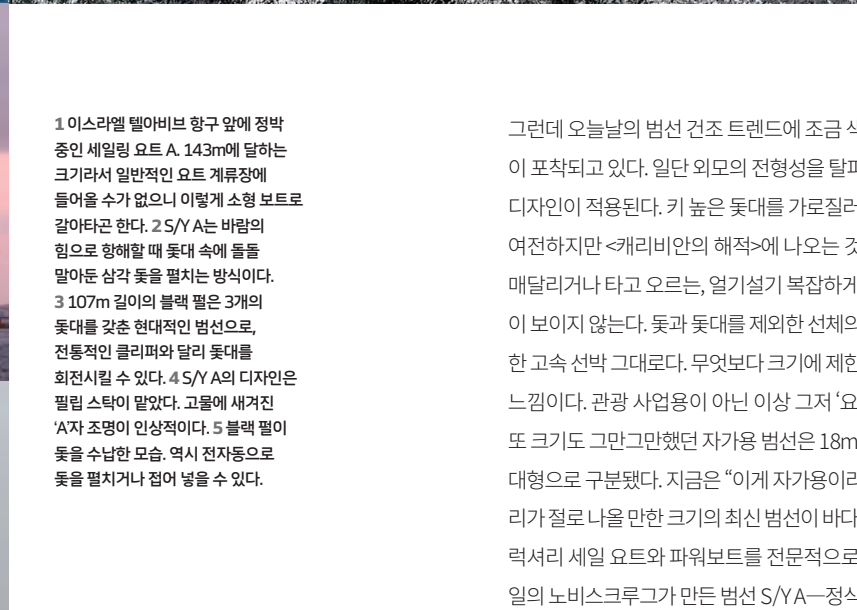 1 이스라엘 텔아비브 항구 앞에 정박
중인 세일링 요트 A. 143m에 달하는
크기라서 일반적인 요트 계류장에
들어올 수가 없으니 이렇게 소형 보트로
갈아타곤 한다. 2 S/Y A는 바람의
힘으로 항해할 때 돛대 속에 돌돌
말아둔 삼각 돛을 펼치는 방식이다.
3 107m 길이의 블랙 펄은 3개의
돛대를 갖춘 현대적인 범선으로,
전통적인 클리퍼와 달리 돛대를
회전시킬 수 있다. 4 S/Y A의 디자인은
필립 스탁이 맡았다. 고물에 새겨진
‘A’자 조명이 인상적이다. 5 블랙 펄이
돛을 수납한 모습. 역시 전자동으로
돛을 펼치거나 접어 넣을 수 있다.
그런데 오늘날의 범선 건조 트렌드에 조금
이 포착되고 있다. 일단 외모의 전형성을 탈피
디자인이 적용된다. 키 높은 돛대를 가로질러
여전하지만 <캐리비안의 해적>에 나오는 것
매달리거나 타고 오르는, 얼기설기 복잡하게
이 보이지 않는다. 돛과 돛대를 제외한 선체의
한 고속 선박 그대로다. 무엇보다 크기에 제한
느낌이다. 관광 사업용이 아닌 이상 그저 ‘요
또 크기도 그만그만했던 자가용 범선은 18m
대형으로 구분됐다. 지금은 “이게 자가용이라
리가 절로 나올 만한 크기의 최신 범선이 바다
럭셔리 세일 요트와 파워보트를 전문적으로
일의 노비스크루그가 만든 범선 S/Y A—정식